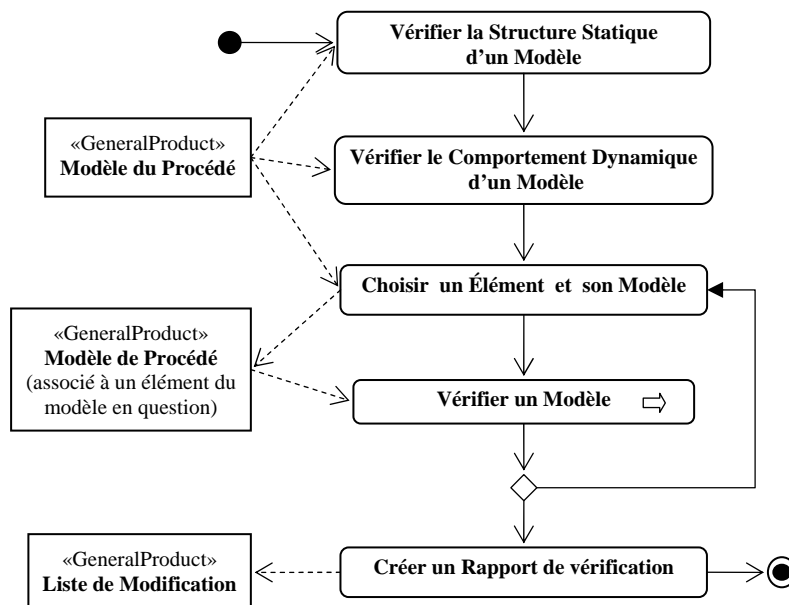 Vérifier la Structure Statique
d'un Modèle
«GeneralProduct»
Modèle du Procédé
Vérifier le Comportement Dynamique
d'un Modèle
Choisir un Élément et son Modèle
«GeneralProduct»
Modèle de Procédé
(associé à un élément du
modèle en question)
Vérifier un Modèle
«GeneralProduct»
Liste de Modification
Créer un Rapport de vérification